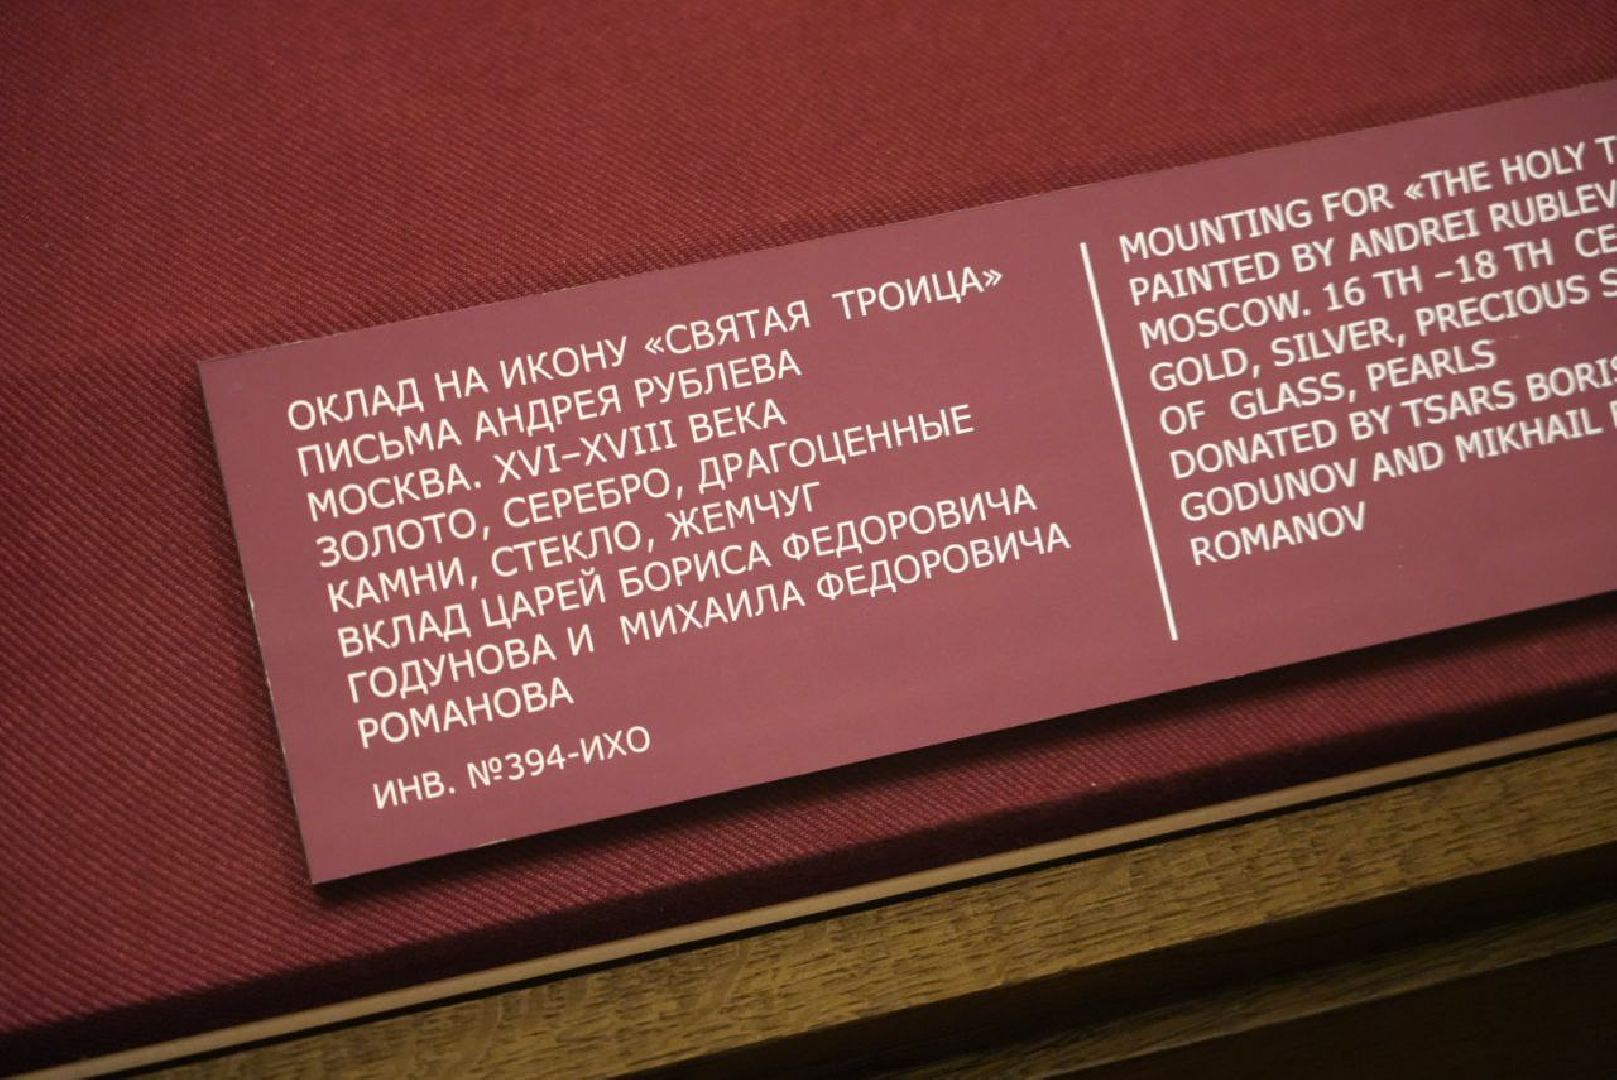 ОКЛАД НА ИКОНУ «СВЯТАЯ ТРОИЦА»
ПИСЬМА АНДРЕЯ РУБЛЕВА
МОСКВА. XVI–XVIII ВЕКА
ЗОЛОТО, СЕРЕБРО, ДРАГОЦЕННЫЕ
КАМНИ, СТЕКЛО, ЖЕМЧУГ
ВКЛАД ЦАРЕЙ БОРИСА ФЕДОРОВИЧА
ГОДУНОВА И МИХАИЛА ФЕДОРОВИЧА
РОМАНОВА
ИНВ. №394-ИХО
MOUNTING FOR «THE HOLY
PAINTED BY ANDREI RUBLEV
MOSCOW. 16 TH –18 TH
GOLD, SILVER, PRECIOUS
OF GLASS, PEARLS
DONATED BY TSARS BORIS
GODUNOV AND MIKHAIL
ROMANOV